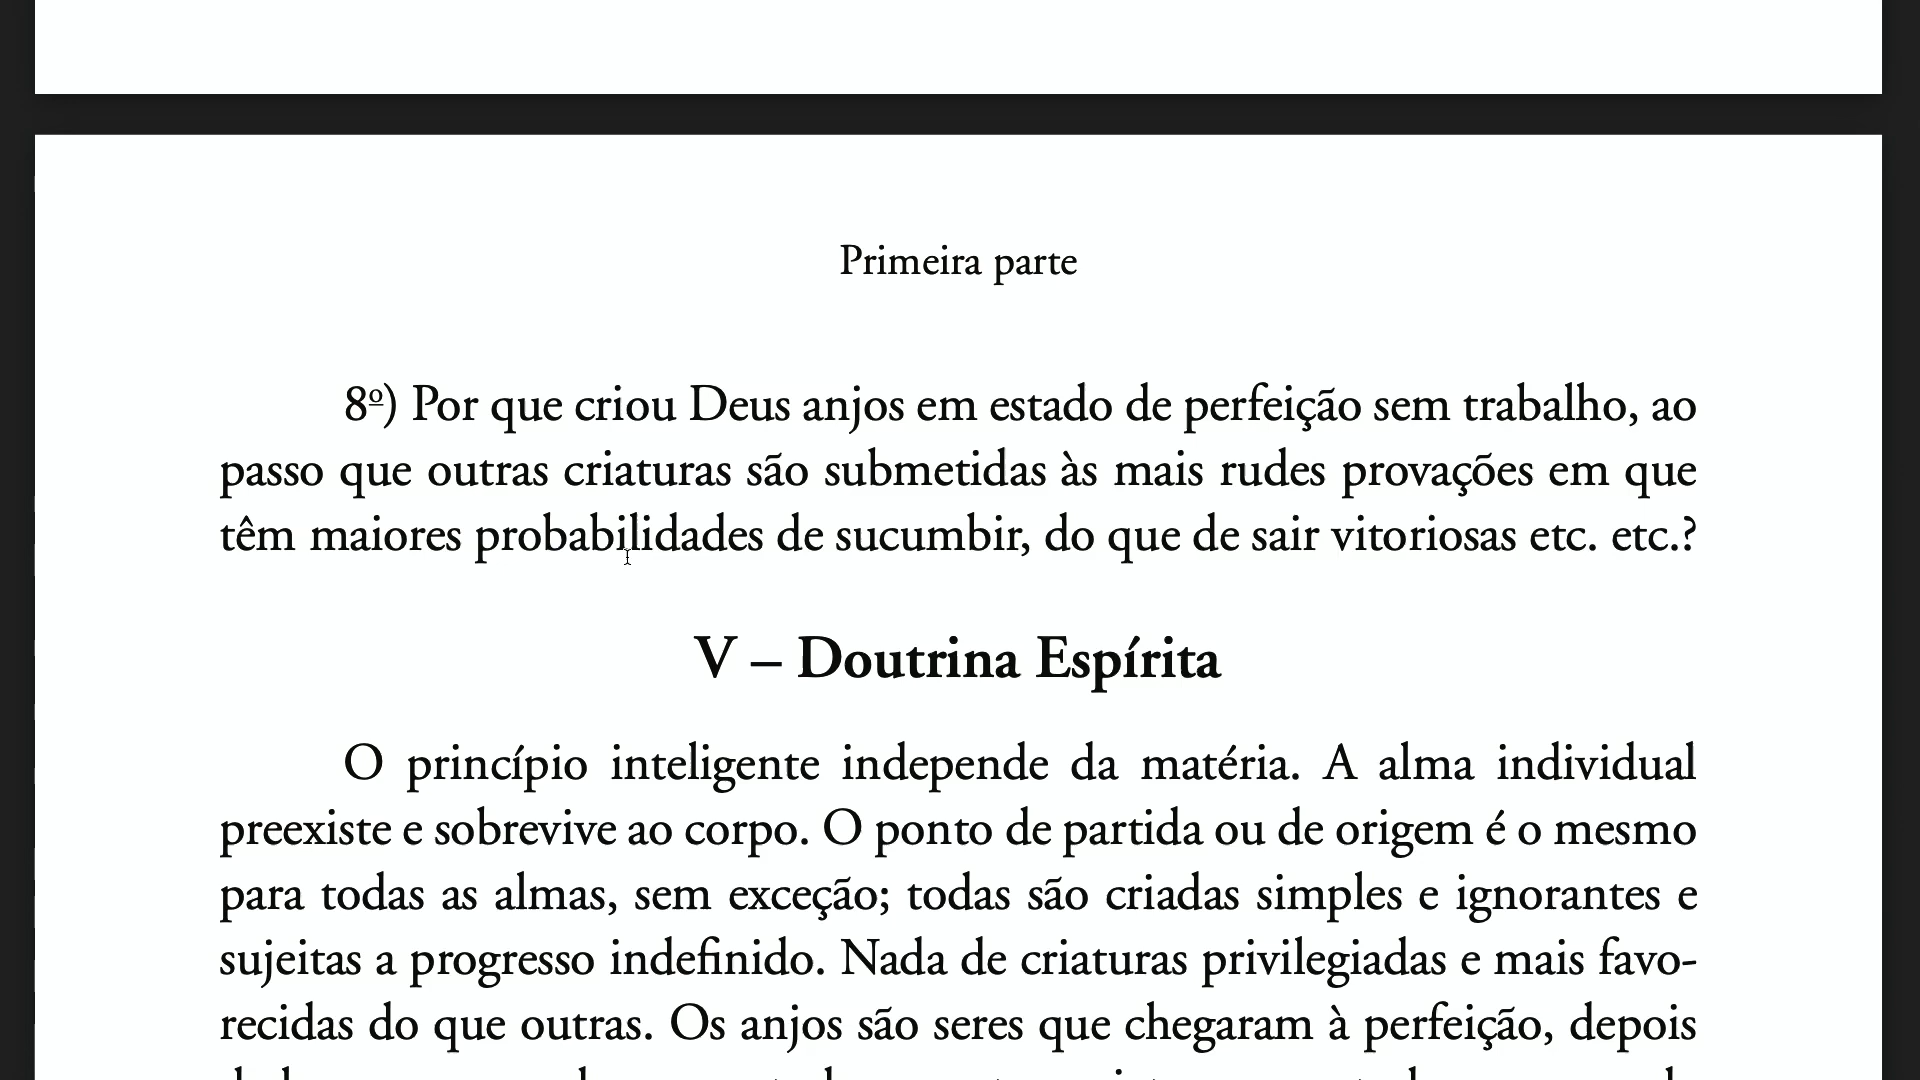 Primeira parte
8º) Por que criou Deus anjos em estado de perfeição sem trabalho, ao
passo que outras criaturas são submetidas às mais rudes provações em que
têm maiores probabilidades de sucumbir, do que de sair vitoriosas etc. etc.?
V – Doutrina Espírita
O princípio inteligente independe da matéria. A alma individual
preexiste e sobrevive ao corpo. O ponto de partida ou de origem é o mesmo
para todas as almas, sem exceção; todas são criadas simples e ignorantes e
sujeitas a progresso indefinido. Nada de criaturas privilegiadas e mais favo-
recidas do que outras. Os anjos são seres que chegaram à perfeição, depois